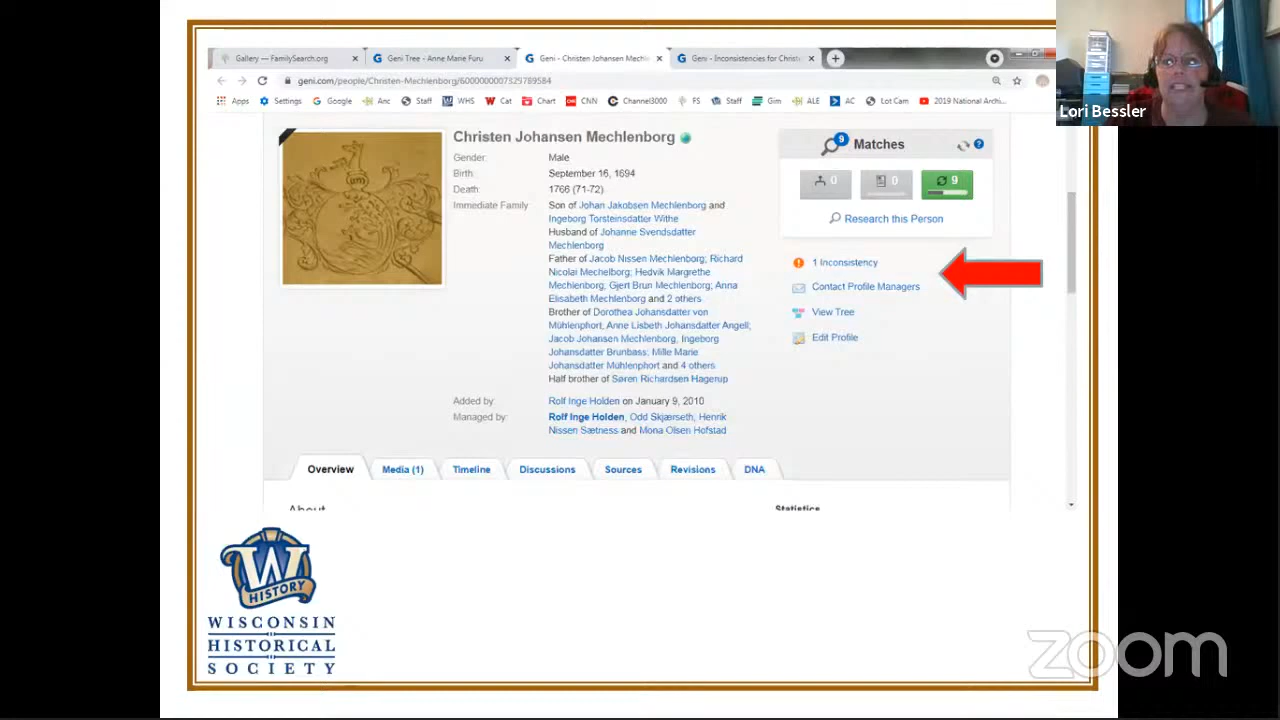 Gallery — FamilySearch.org
Geni Tree - Anne Marie Furu
Geni - Christen Johansen Mechle
Geni - Inconsistencies for Christe
geni.com/people/Christen-Mechlenborg/6000000007329789584
Apps Settings Google Anc Staff WHS Cat Chart CNN Channel3000 FS Staff Gim ALE AC Lot Cam 2019 National Archi...
Lori Bessler
Christen Johansen Mechlenborg
Gender: Male
Birth: September 16, 1694
Death: 1766 (71-72)
Immediate Family: Son of Johan Jakobsen Mechlenborg and
Ingeborg Torsteinsdatter Withe
Husband of Johanne Svendsdatter
Mechlenborg
Father of Jacob Nissen Mechlenborg; Richard
Nicolai Mechelborg; Hedvik Margrethe
Mechlenborg; Gjert Brun Mechlenborg; Anna
Elisabeth Mechlenborg and 2 others
Brother of Dorothea Johansdatter von
Mühlenphort; Anne Lisbeth Johansdatter Angell;
Jacob Johansen Mechlenborg; Ingeborg
Johansdatter Brunbass; Mille Marie
Johansdatter Mühlenphort and 4 others
Half brother of Søren Richardsen Hagerup
Added by: Rolf Inge Holden on January 9, 2010
Managed by: Rolf Inge Holden, Odd Skjærseth, Henrik
Nissen Sætness and Mona Olsen Hofstad
9 Matches ?
0 0 9
Research this Person
1 Inconsistency
Contact Profile Managers
View Tree
Edit Profile
Overview Media (1) Timeline Discussions Sources Revisions DNA
About
Statistics
W
HISTORY
WISCONSIN
HISTORICAL
SOCIETY
zoom